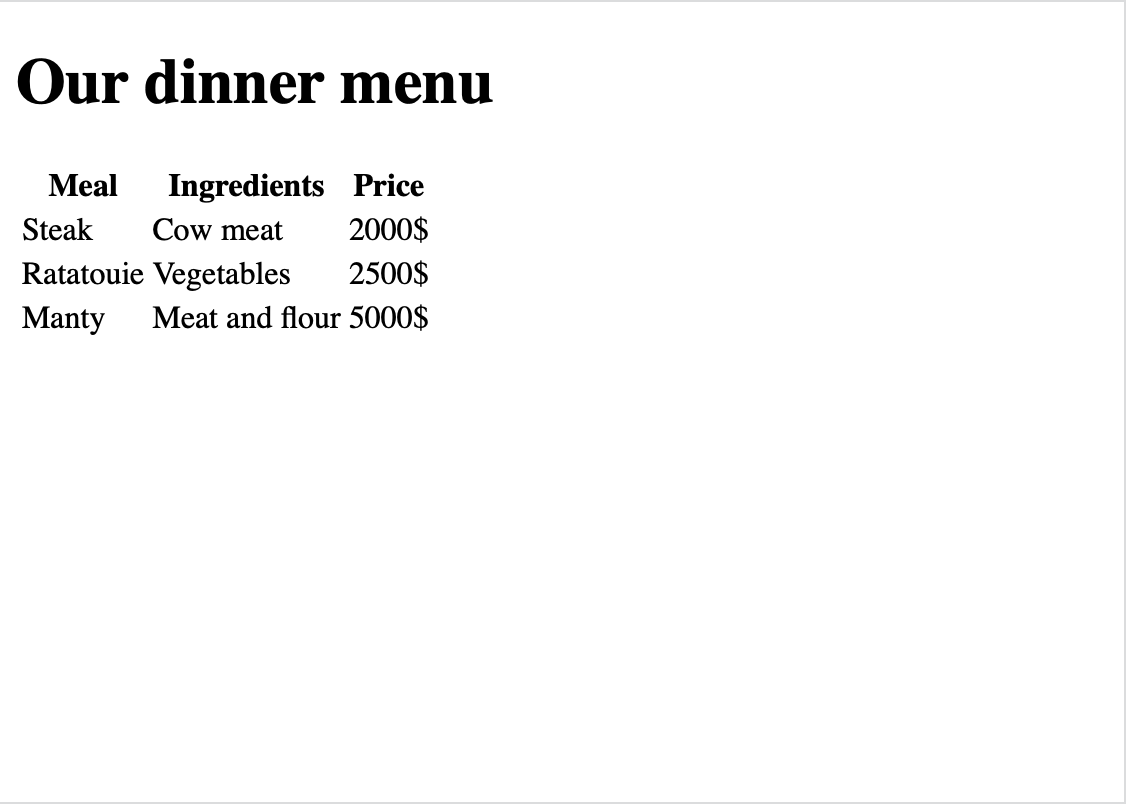 Our dinner menu
Meal Ingredients Price
Steak Cow meat 2000$
Ratatouie Vegetables 2500$
Manty Meat and flour 5000$